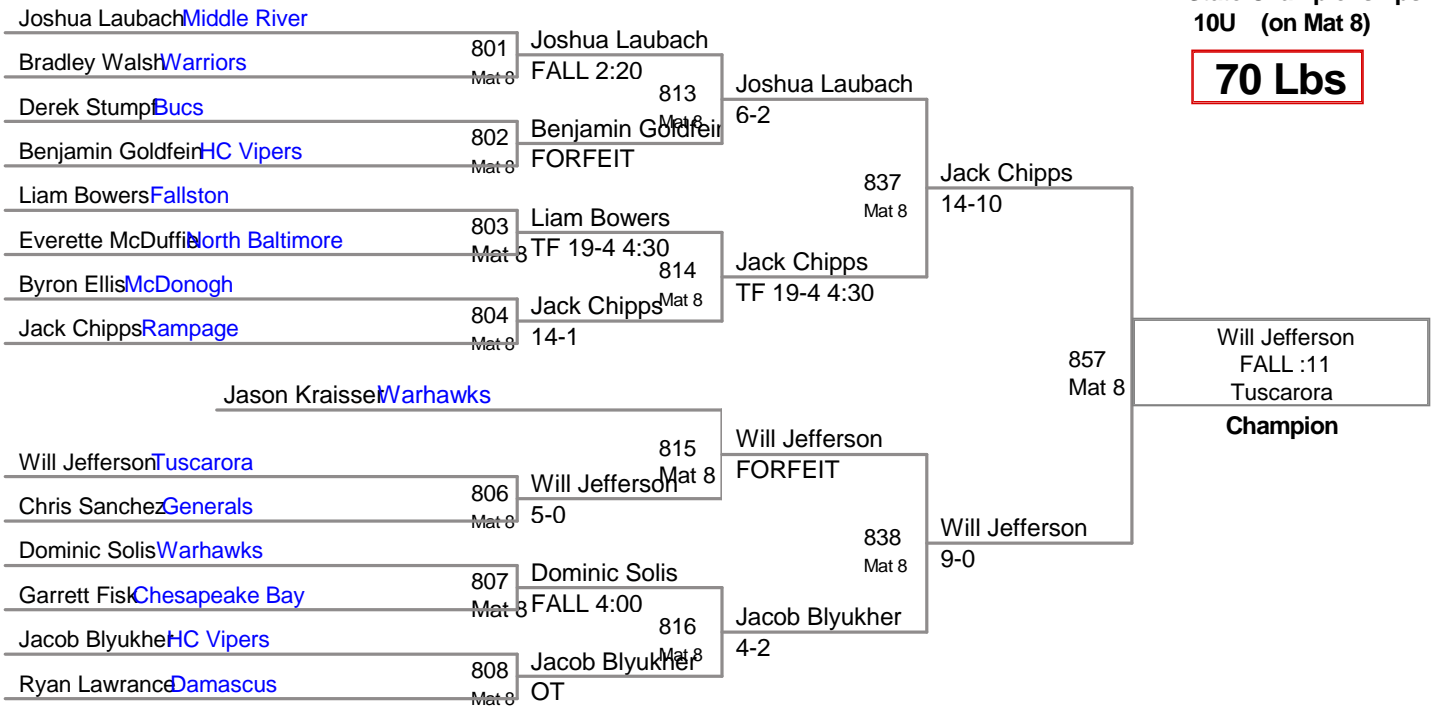 10U (on Mat 8)
70 Lbs
Joshua Laubach Middle River
Bradley Walsh Warriors
801
Mat 8
Joshua Laubach
FALL 2:20
Derek Stumpf Bucs
Benjamin Goldfein HC Vipers
802
Mat 8
Benjamin Goldfein
FORFEIT
813
Mat 8
Joshua Laubach
6-2
Liam Bowers Fallston
Everette McDuffie North Baltimore
803
Mat 8
Liam Bowers
TF 19-4 4:30
Byron Ellis McDonogh
Jack Chipps Rampage
804
Mat 8
Jack Chipps
14-1
814
Mat 8
Jack Chipps
TF 19-4 4:30
837
Mat 8
Jack Chipps
14-10
Jason Kraisser Warhawks
Will Jefferson Tuscarora
Chris Sanchez Generals
806
Mat 8
Will Jefferson
5-0
815
Mat 8
Will Jefferson
FORFEIT
Dominic Solis Warhawks
Garrett Fisk Chesapeake Bay
807
Mat 8
Dominic Solis
FALL 4:00
Jacob Blyukher HC Vipers
Ryan Lawrance Damascus
808
Mat 8
Jacob Blyukher
OT
816
Mat 8
Jacob Blyukher
4-2
838
Mat 8
Will Jefferson
9-0
857
Mat 8
Will Jefferson
FALL :11
Tuscarora
Champion